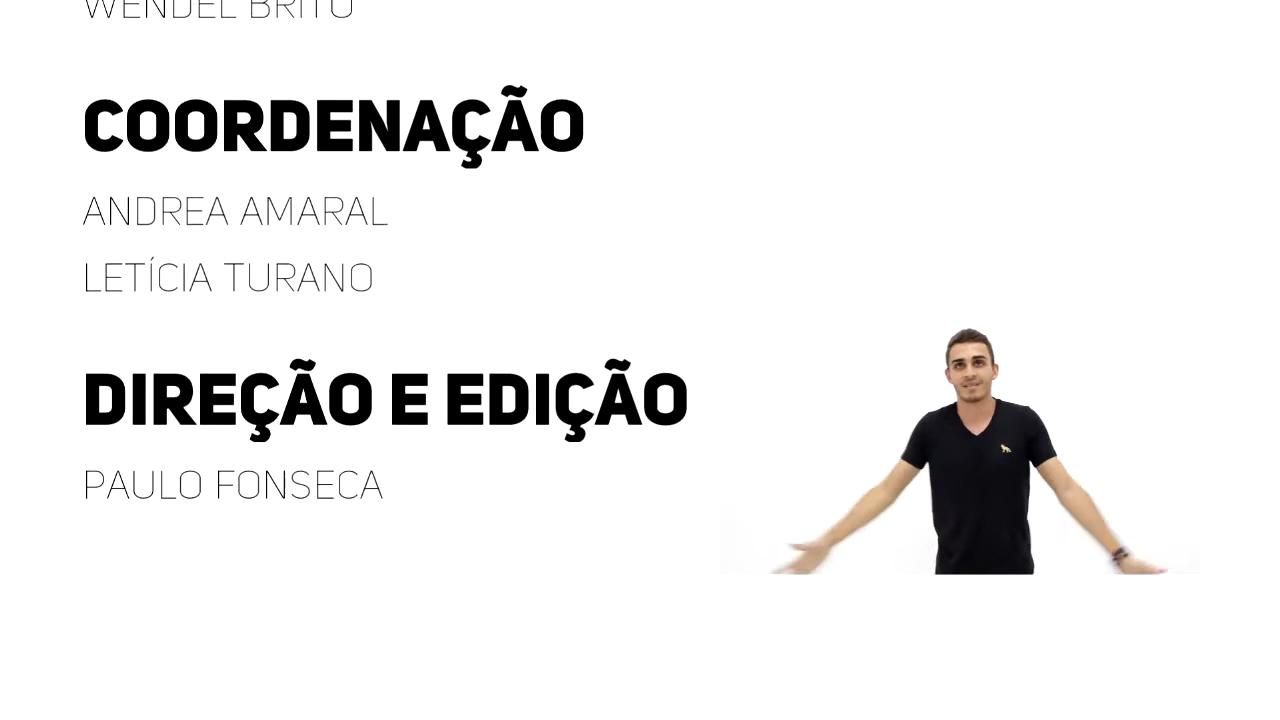 WENDEL BRITO
COORDENAÇÃO
ANDREA AMARAL
LETÍCIA TURANO
DIREÇÃO E EDIÇÃO
PAULO FONSECA